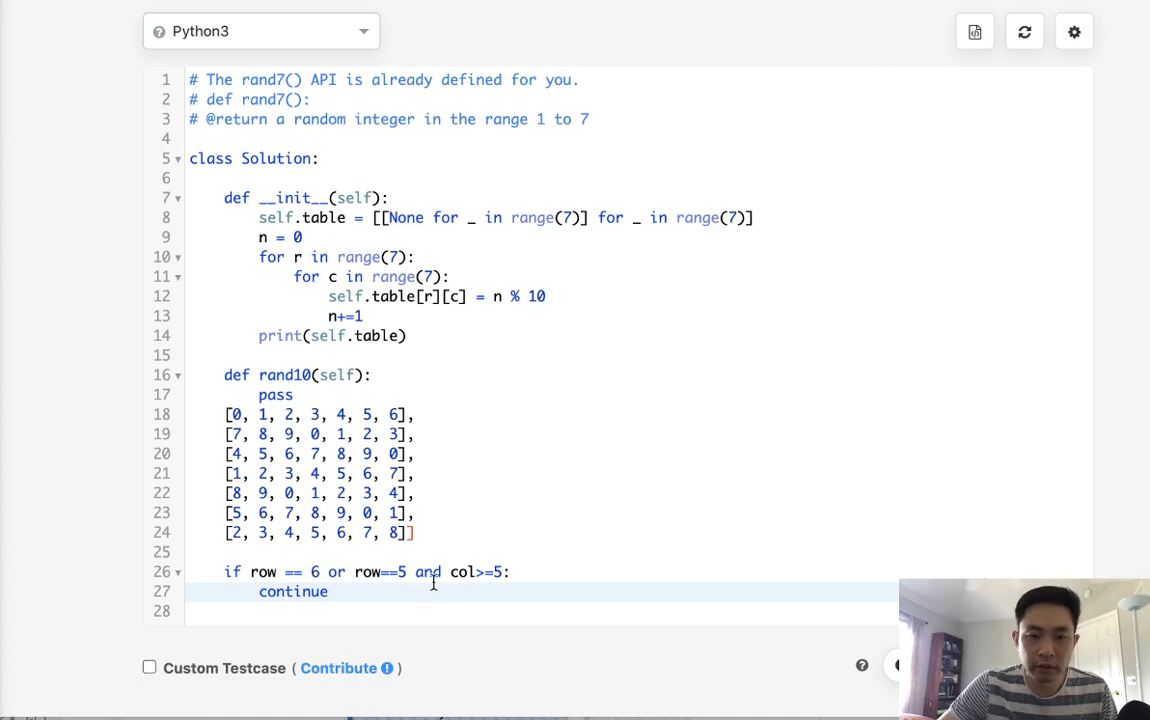 Python3
1 # The rand7() API is already defined for you.
2 # def rand7():
3 # @return a random integer in the range 1 to 7
4
5 class Solution:
6
7 def __init__(self):
8 self.table = [[None for _ in range(7)] for _ in range(7)]
9 n = 0
10 for r in range(7):
11 for c in range(7):
12 self.table[r][c] = n % 10
13 n+=1
14 print(self.table)
15
16 def rand10(self):
17 pass
18 [0, 1, 2, 3, 4, 5, 6],
19 [7, 8, 9, 0, 1, 2, 3],
20 [4, 5, 6, 7, 8, 9, 0],
21 [1, 2, 3, 4, 5, 6, 7],
22 [8, 9, 0, 1, 2, 3, 4],
23 [5, 6, 7, 8, 9, 0, 1],
24 [2, 3, 4, 5, 6, 7, 8]]
25
26 if row == 6 or row==5 and col>=5:
27 continue
28
Custom Testcase ( Contribute )